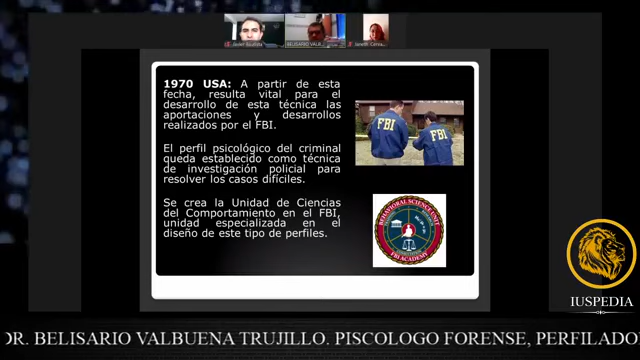 BELISARIO VALB...
1970 USA: A partir de esta
fecha, resulta vital para el
desarrollo de esta técnica las
aportaciones y desarrollos
realizados por el FBI.
El perfil psicológico del criminal
queda establecido como técnica
de investigación policial para
resolver los casos difíciles.
Se crea la Unidad de Ciencias
del Comportamiento en el FBI,
unidad especializada en el
diseño de este tipo de perfiles.
FBI
FBI
BEHAVIORAL SCIENCE UNIT
FBI ACADEMY
IUSPEDIA
DR. BELISARIO VALBUENA TRUJILLO. PISCOLOGO FORENSE, PERFILADO